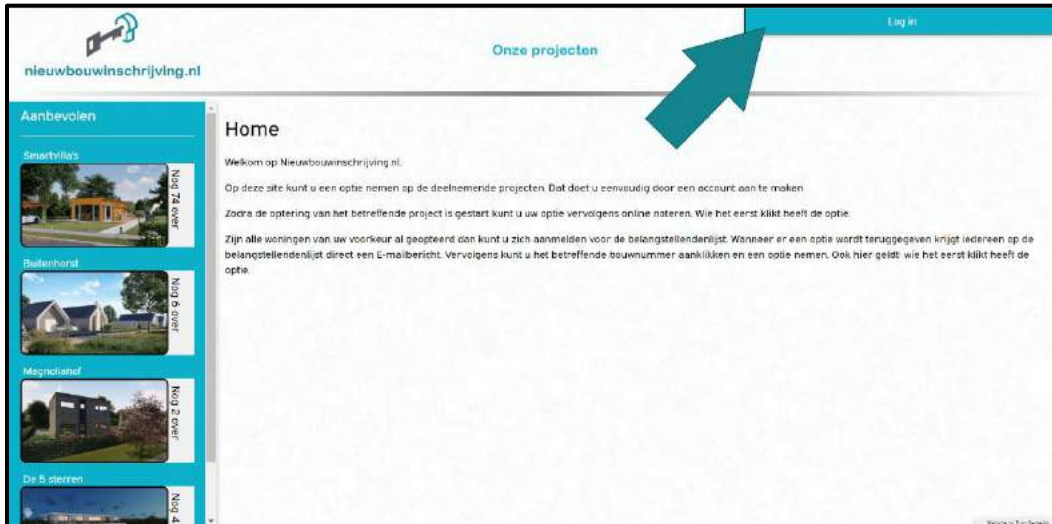 Log in
Onze projecten
nieuwbouwinschrijving.nl
Aanbevolen
Smartvilla's
Nog 74 over
Buitenhorst
Nog 6 over
Magnoliahof
Nog 2 over
De 5 sterren
Nog 4
Home
Welkom op Nieuwbouwinschrijving.nl.
Op deze site kunt u een optie nemen op de deelnemende projecten. Dat doet u eenvoudig door een account aan te maken
Zodra de optering van het betreffende project is gestart kunt u uw optie vervolgens online noteren. Wie het eerst klikt heeft de optie.
Zijn alle woningen van uw voorkeur al geopteerd dan kunt u zich aanmelden voor de belangstellendenlijst. Wanneer er een optie wordt teruggegeven krijgt iedereen op de
belangstellendenlijst direct een E-mailbericht. Vervolgens kunt u het betreffende bouwnummer aanklikken en een optie nemen. Ook hier geldt: wie het eerst klikt heeft de
optie.